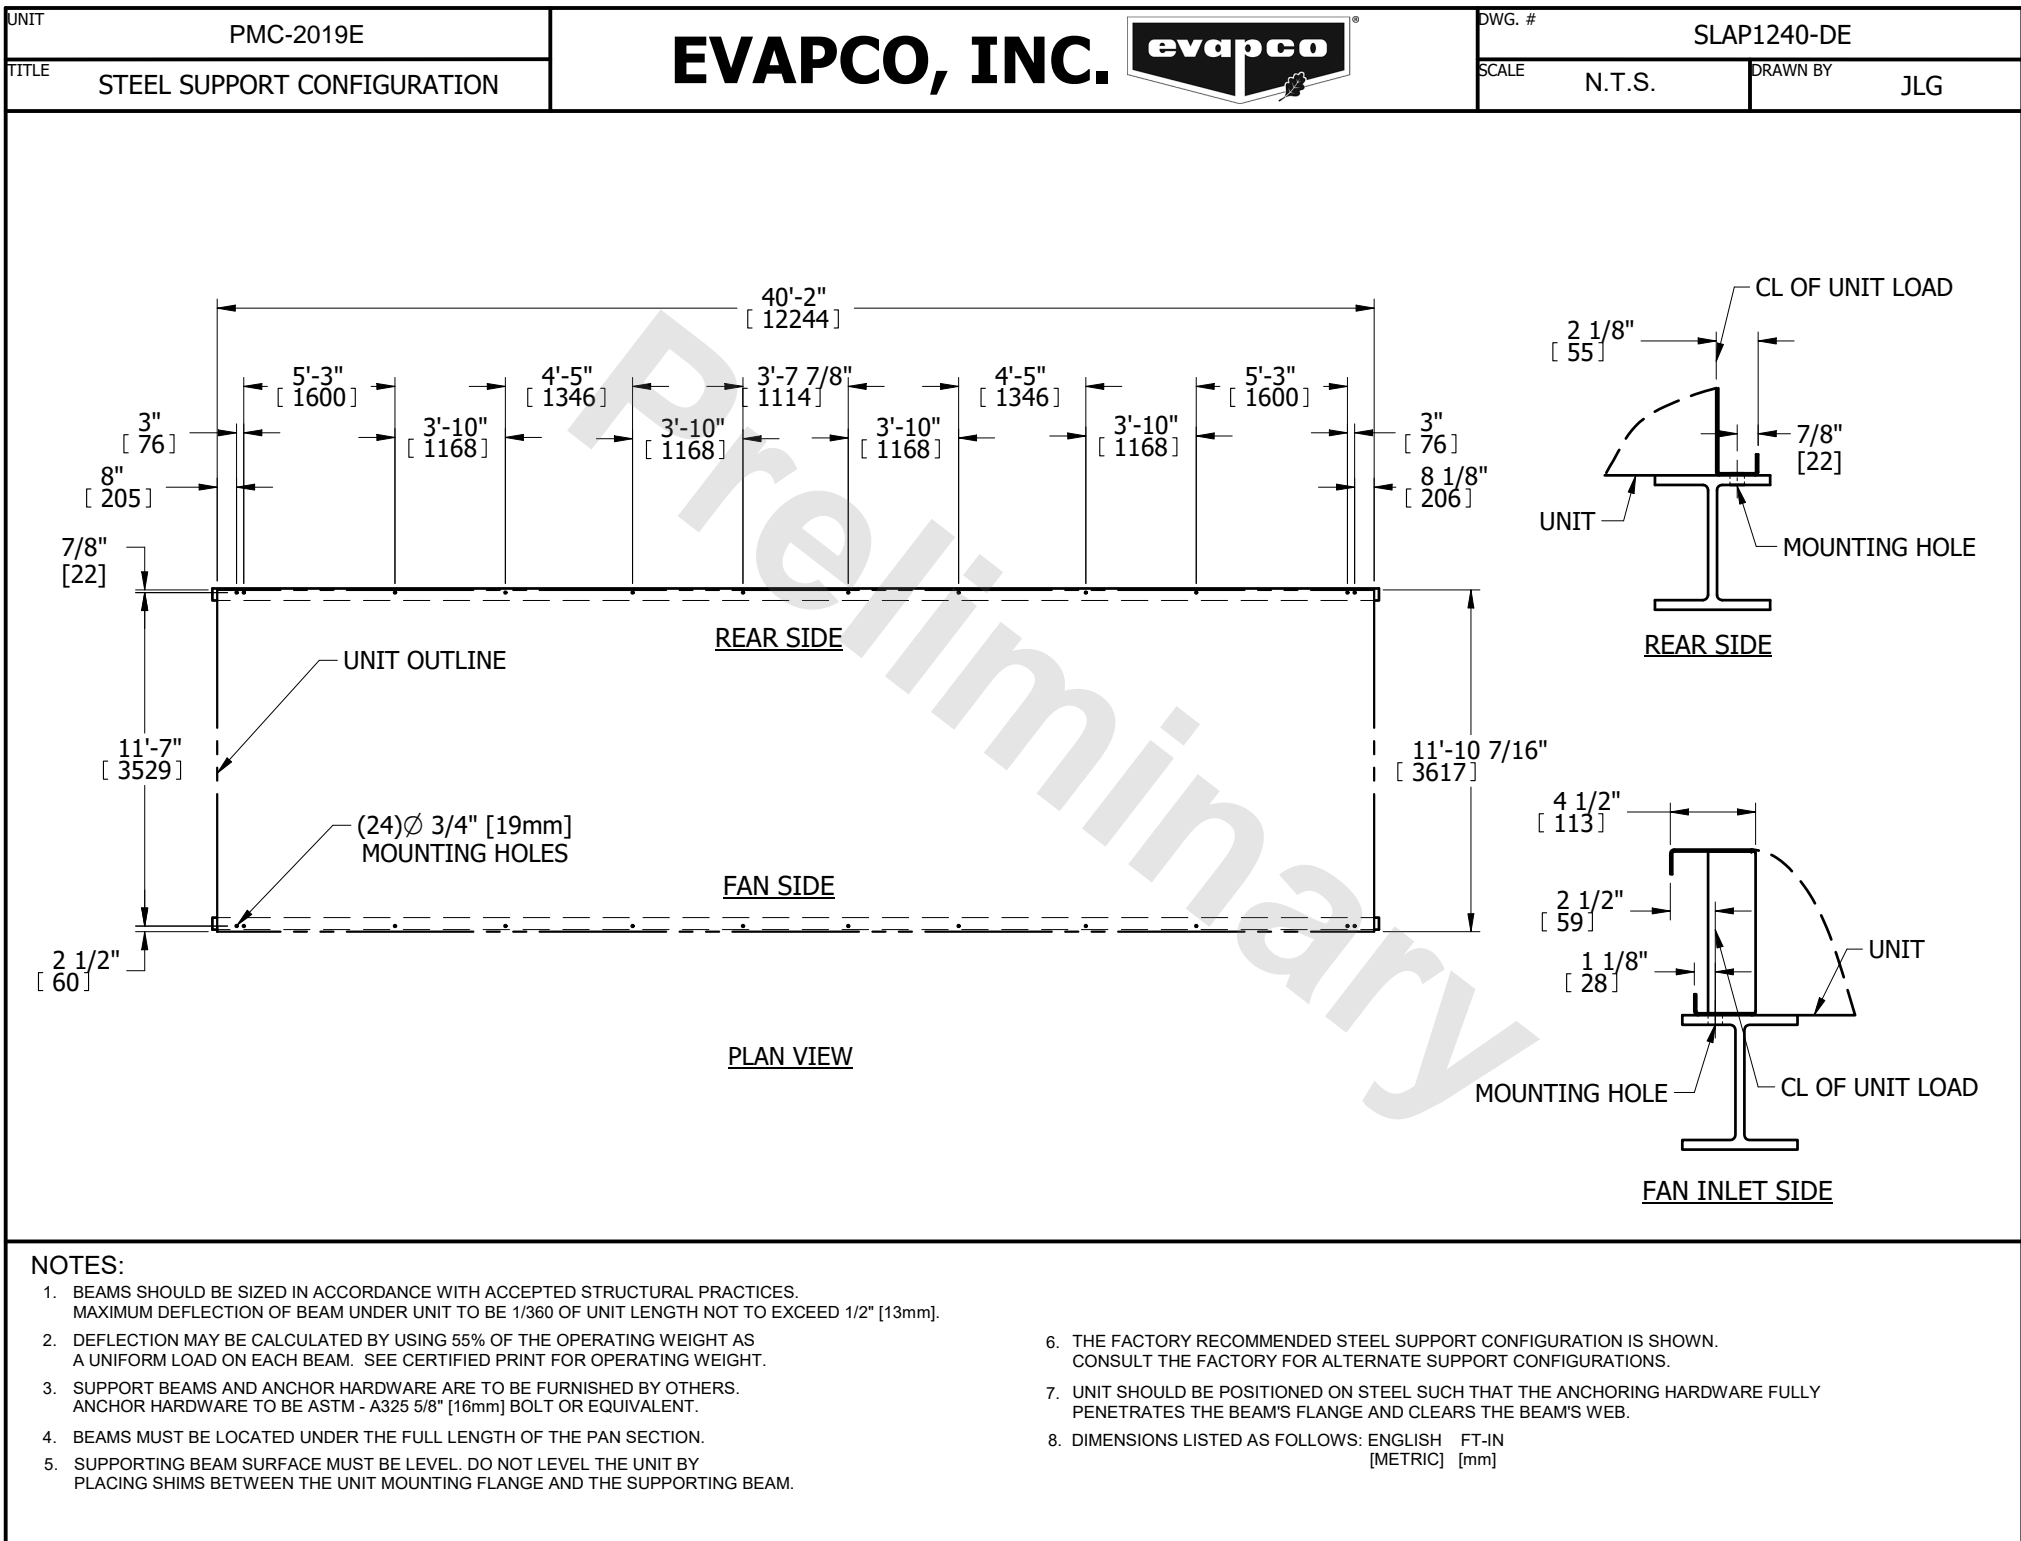 UNIT
PMC-2019E
TITLE
STEEL SUPPORT CONFIGURATION
EVAPCO, INC.
evapco
®
DWG. #
SLAP1240-DE
SCALE
N.T.S.
DRAWN BY
JLG
40'-2"
[ 12244 ]
5'-3"
[ 1600 ]
4'-5"
[ 1346 ]
3'-7 7/8"
[ 1114 ]
4'-5"
[ 1346 ]
5'-3"
[ 1600 ]
3"
[ 76 ]
3'-10"
[ 1168 ]
3'-10"
[ 1168 ]
3'-10"
[ 1168 ]
3'-10"
[ 1168 ]
3"
[ 76 ]
8"
[ 205 ]
8 1/8"
[ 206 ]
7/8"
[22]
REAR SIDE
UNIT OUTLINE
11'-7"
[ 3529 ]
11'-10 7/16"
[ 3617 ]
(24)Ø 3/4" [19mm]
MOUNTING HOLES
FAN SIDE
2 1/2"
[ 60 ]
PLAN VIEW
Preliminary
CL OF UNIT LOAD
2 1/8"
[ 55 ]
7/8"
[22]
UNIT
MOUNTING HOLE
REAR SIDE
4 1/2"
[ 113 ]
2 1/2"
[ 59 ]
1 1/8"
[ 28 ]
UNIT
MOUNTING HOLE
CL OF UNIT LOAD
FAN INLET SIDE
NOTES:
1. BEAMS SHOULD BE SIZED IN ACCORDANCE WITH ACCEPTED STRUCTURAL PRACTICES.
MAXIMUM DEFLECTION OF BEAM UNDER UNIT TO BE 1/360 OF UNIT LENGTH NOT TO EXCEED 1/2" [13mm].
2. DEFLECTION MAY BE CALCULATED BY USING 55% OF THE OPERATING WEIGHT AS
A UNIFORM LOAD ON EACH BEAM. SEE CERTIFIED PRINT FOR OPERATING WEIGHT.
3. SUPPORT BEAMS AND ANCHOR HARDWARE ARE TO BE FURNISHED BY OTHERS.
ANCHOR HARDWARE TO BE ASTM - A325 5/8" [16mm] BOLT OR EQUIVALENT.
4. BEAMS MUST BE LOCATED UNDER THE FULL LENGTH OF THE PAN SECTION.
5. SUPPORTING BEAM SURFACE MUST BE LEVEL. DO NOT LEVEL THE UNIT BY
PLACING SHIMS BETWEEN THE UNIT MOUNTING FLANGE AND THE SUPPORTING BEAM.
6. THE FACTORY RECOMMENDED STEEL SUPPORT CONFIGURATION IS SHOWN.
CONSULT THE FACTORY FOR ALTERNATE SUPPORT CONFIGURATIONS.
7. UNIT SHOULD BE POSITIONED ON STEEL SUCH THAT THE ANCHORING HARDWARE FULLY
PENETRATES THE BEAM'S FLANGE AND CLEARS THE BEAM'S WEB.
8. DIMENSIONS LISTED AS FOLLOWS: ENGLISH FT-IN
[METRIC] [mm]